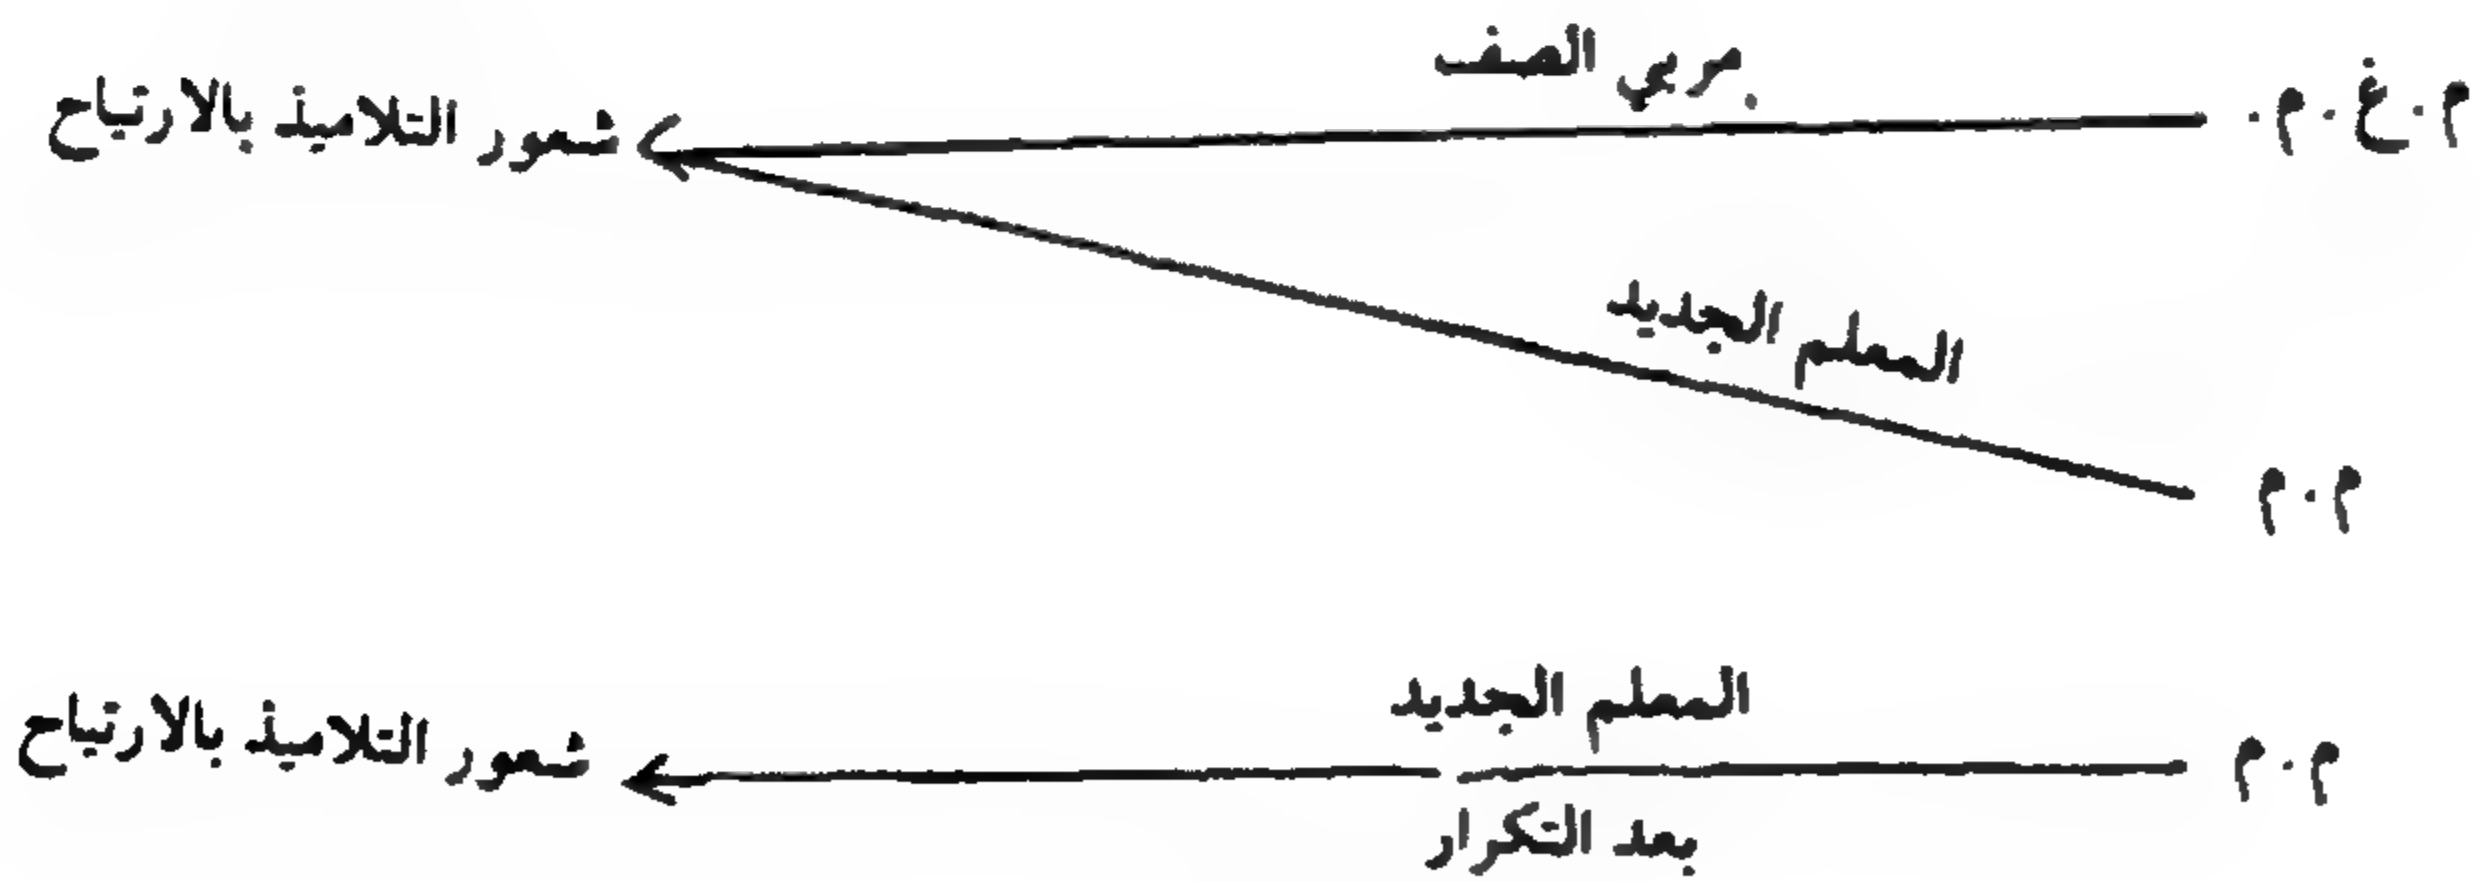 مربي الصف
م.غ.م. شعور التلاميذ بالارتياح
المعلم الجديد
م.م
المعلم الجديد
م.م شعور التلاميذ بالارتياح
بعد التكرار